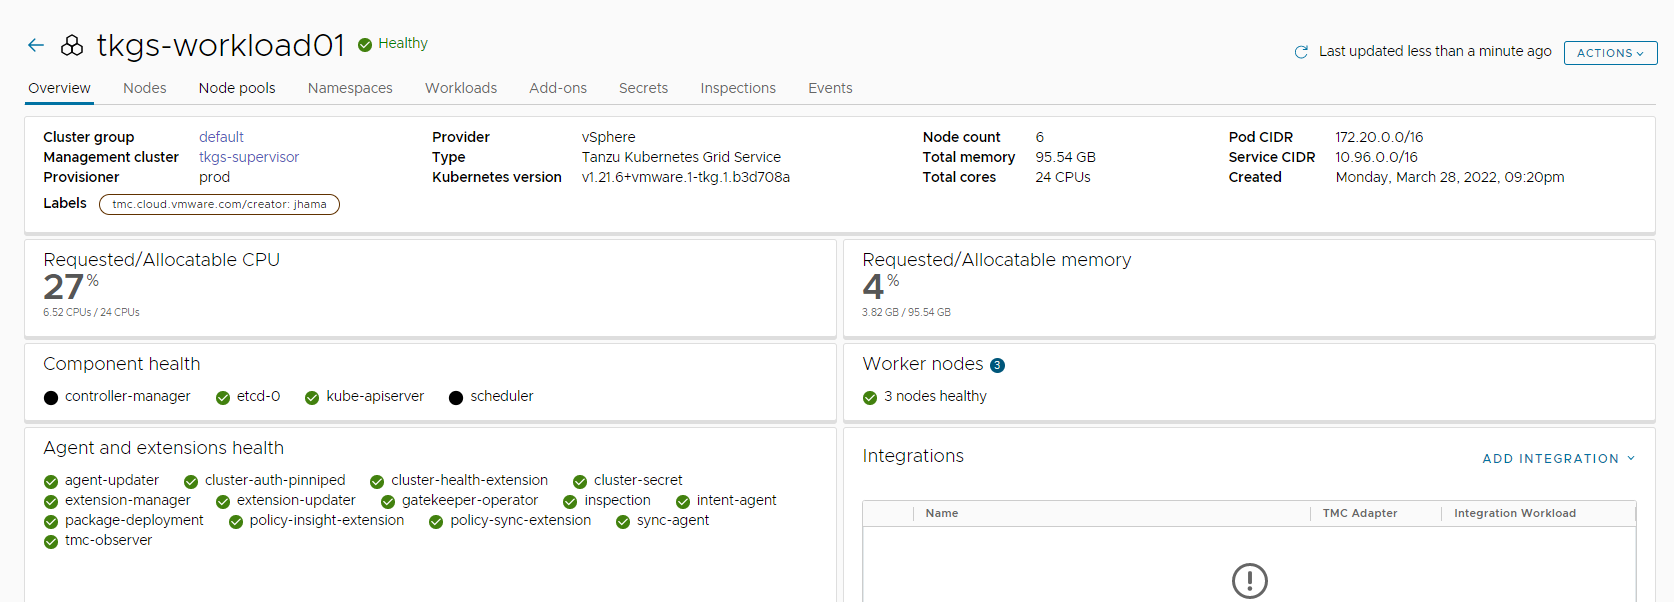 tkgs-workload01 Healthy
Last updated less than a minute ago ACTIONS
Overview Nodes Node pools Namespaces Workloads Add-ons Secrets Inspections Events
Cluster group default
Management cluster tkgs-supervisor
Provisioner prod
Labels tmc.cloud.vmware.com/creator: jhama
Provider vSphere
Type Tanzu Kubernetes Grid Service
Kubernetes version v1.21.6+vmware.1-tkg.1.b3d708a
Node count 6
Total memory 95.54 GB
Total cores 24 CPUs
Pod CIDR 172.20.0.0/16
Service CIDR 10.96.0.0/16
Created Monday, March 28, 2022, 09:20pm
Requested/Allocatable CPU
27%
6.52 CPUs / 24 CPUs
Requested/Allocatable memory
4%
3.82 GB / 95.54 GB
Component health
controller-manager etcd-0 kube-apiserver scheduler
Worker nodes 3
3 nodes healthy
Agent and extensions health
agent-updater cluster-auth-pinniped cluster-health-extension cluster-secret
extension-manager extension-updater gatekeeper-operator inspection intent-agent
package-deployment policy-insight-extension policy-sync-extension sync-agent
tmc-observer
Integrations
ADD INTEGRATION
Name TMC Adapter Integration Workload